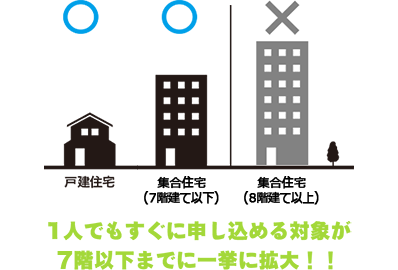 戸建住宅
集合住宅
（7階建て以下）
集合住宅
（8階建て以上）
1人でもすぐに申し込める対象が
7階以下までに一挙に拡大！！